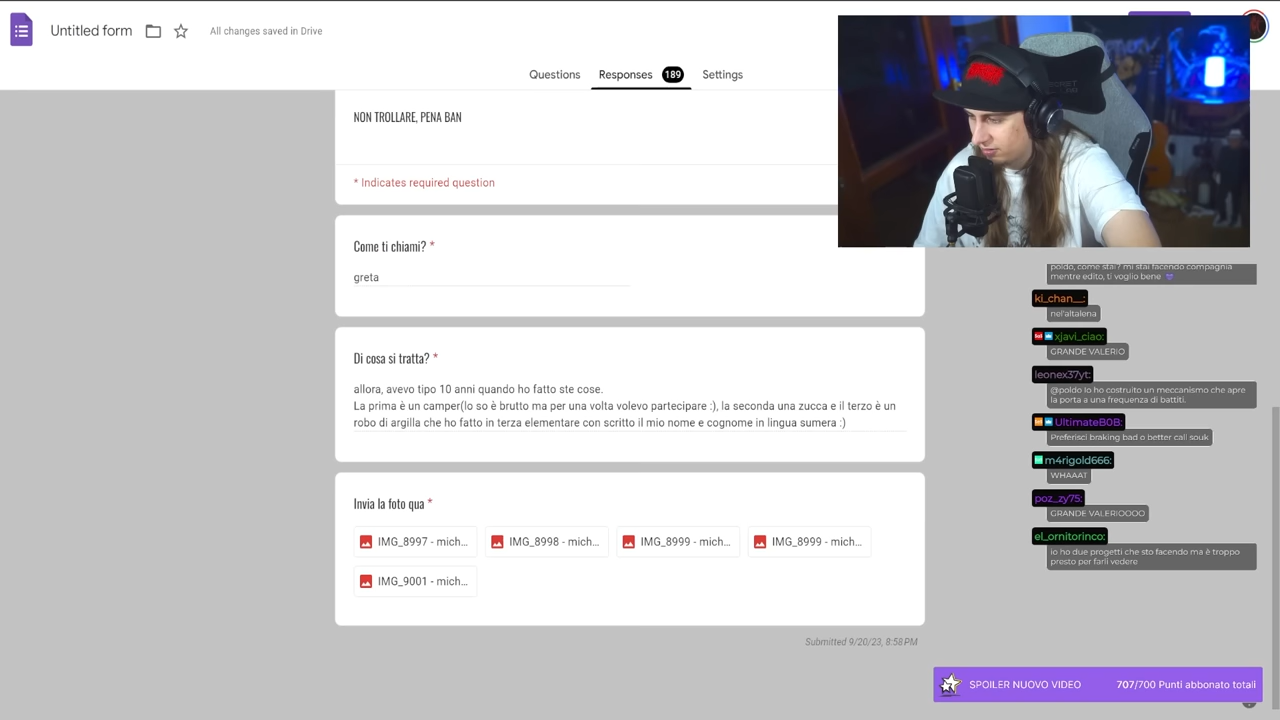 Untitled form
All changes saved in Drive
Questions
Responses 189
Settings
NON TROLLARE, PENA BAN
* Indicates required question
Come ti chiami? *
greta
Di cosa si tratta? *
allora, avevo tipo 10 anni quando ho fatto ste cose.
La prima è un camper(lo so è brutto ma per una volta volevo partecipare :), la seconda una zucca e il terzo è un
robo di argilla che ho fatto in terza elementare con scritto il mio nome e cognome in lingua sumera :)
Invia la foto qua *
IMG_8997 - mich...
IMG_8998 - mich...
IMG_8999 - mich...
IMG_8999 - mich...
IMG_9001 - mich...
Submitted 9/20/23, 8:58 PM
poldo, come stai? mi stai facendo compagnia
mentre edito, ti voglio bene
ki_chan__:
nel'altalena
xjavi_ciao:
GRANDE VALERIO
leonex37yt:
@poldo Io ho costruito un meccanismo che apre
la porta a una frequenza di battiti.
UltimateB0B:
Preferisci braking bad o better call souk
m4rigold666:
WHAAAT
poz_zy75:
GRANDE VALERIOOOO
el_ornitorinco:
io ho due progetti che sto facendo ma è troppo
presto per farli vedere
SPOILER NUOVO VIDEO
707/700 Punti abbonato totali